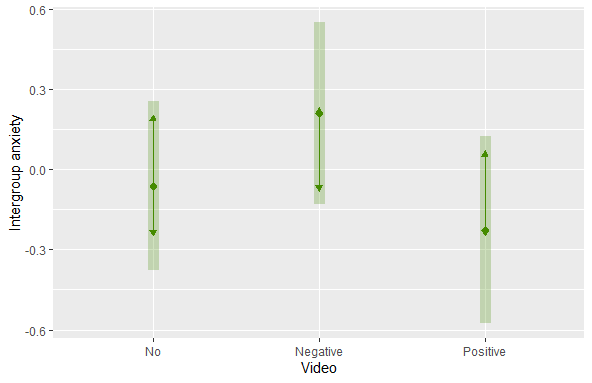 0.6
0.3
0.0
-0.3
-0.6
Intergroup anxiety
No Negative Positive
Video